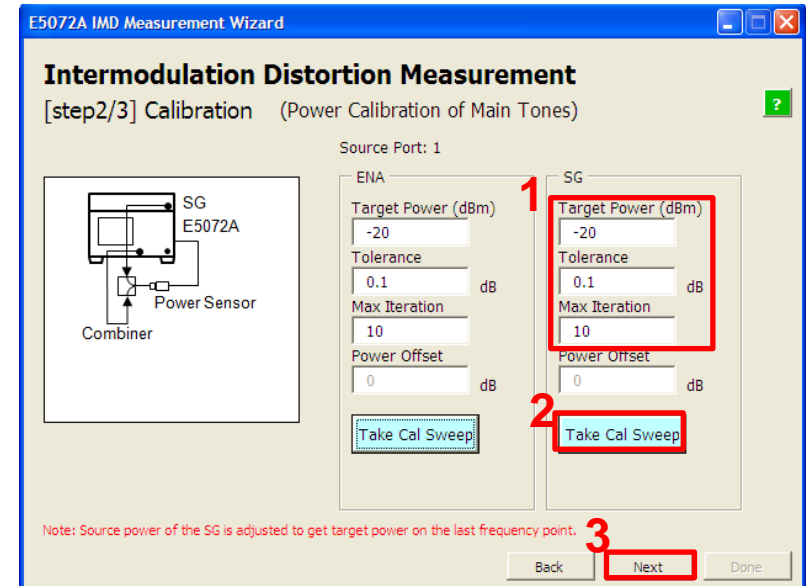 E5072A IMD Measurement Wizard
Intermodulation Distortion Measurement
[step2/3] Calibration (Power Calibration of Main Tones)
?
Source Port: 1
SG
E5072A
Power Sensor
Combiner
ENA
Target Power (dBm)
-20
Tolerance
0.1 dB
Max Iteration
10
Power Offset
0 dB
Take Cal Sweep
1
SG
Target Power (dBm)
-20
Tolerance
0.1 dB
Max Iteration
10
Power Offset
0 dB
2
Take Cal Sweep
Note: Source power of the SG is adjusted to get target power on the last frequency point.
3
Back Next Done